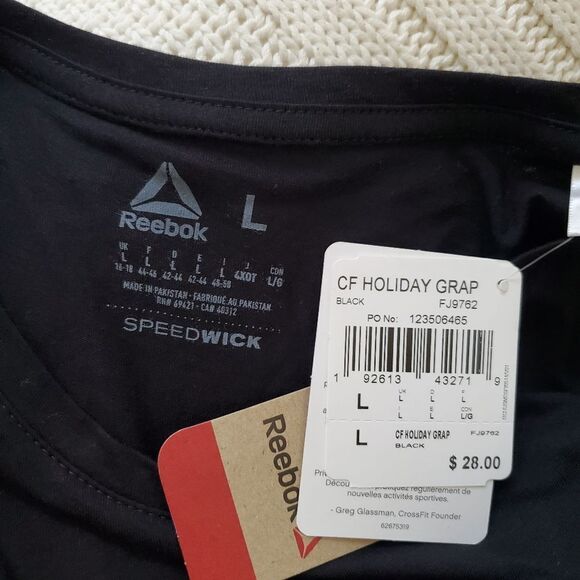 Reebok
L
UK F D E I J CDN
L L L L L 4XOT L/G
16-18 44-46 42-44 42-44 48-50
MADE IN PAKISTAN - FABRIQUÉ AU PAKISTAN
RN# 69421 - CA# 40312
SPEEDWICK
CF HOLIDAY GRAP
BLACK FJ9762
PO No: 123506465
1 92613 43271 9
L
UK D F
L L L
I E CDN
L L L/G
L CF HOLIDAY GRAP FJ9762
BLACK
$ 28.00
Reebok
nouvelles activités sportives.
- Greg Glassman, CrossFit Founder
62675319